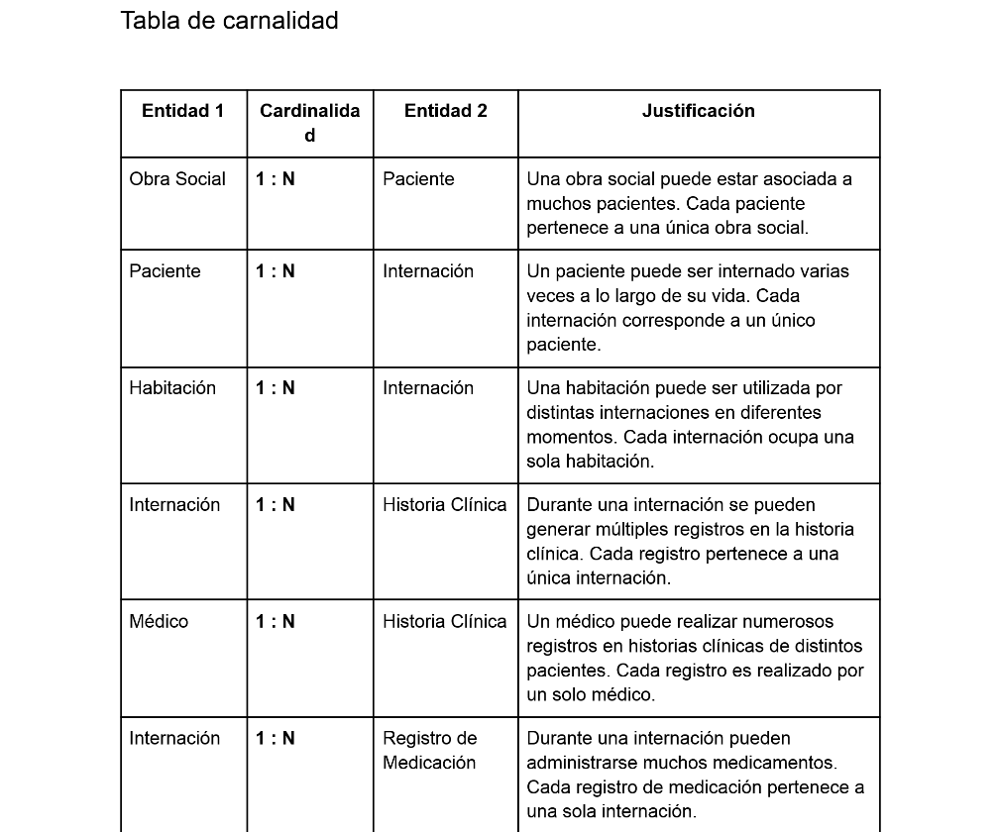 Tabla de carnalidad
Entidad 1
Cardinalida
d
Entidad 2
Justificación
Obra Social
1 : N
Paciente
Una obra social puede estar asociada a
muchos pacientes. Cada paciente
pertenece a una única obra social.
Paciente
1 : N
Internación
Un paciente puede ser internado varias
veces a lo largo de su vida. Cada
internación corresponde a un único
paciente.
Habitación
1 : N
Internación
Una habitación puede ser utilizada por
distintas internaciones en diferentes
momentos. Cada internación ocupa una
sola habitación.
Internación
1 : N
Historia Clínica
Durante una internación se pueden
generar múltiples registros en la historia
clínica. Cada registro pertenece a una
única internación.
Médico
1 : N
Historia Clínica
Un médico puede realizar numerosos
registros en historias clínicas de distintos
pacientes. Cada registro es realizado por
un solo médico.
Internación
1 : N
Registro de
Medicación
Durante una internación pueden
administrarse muchos medicamentos.
Cada registro de medicación pertenece a
una sola internación.